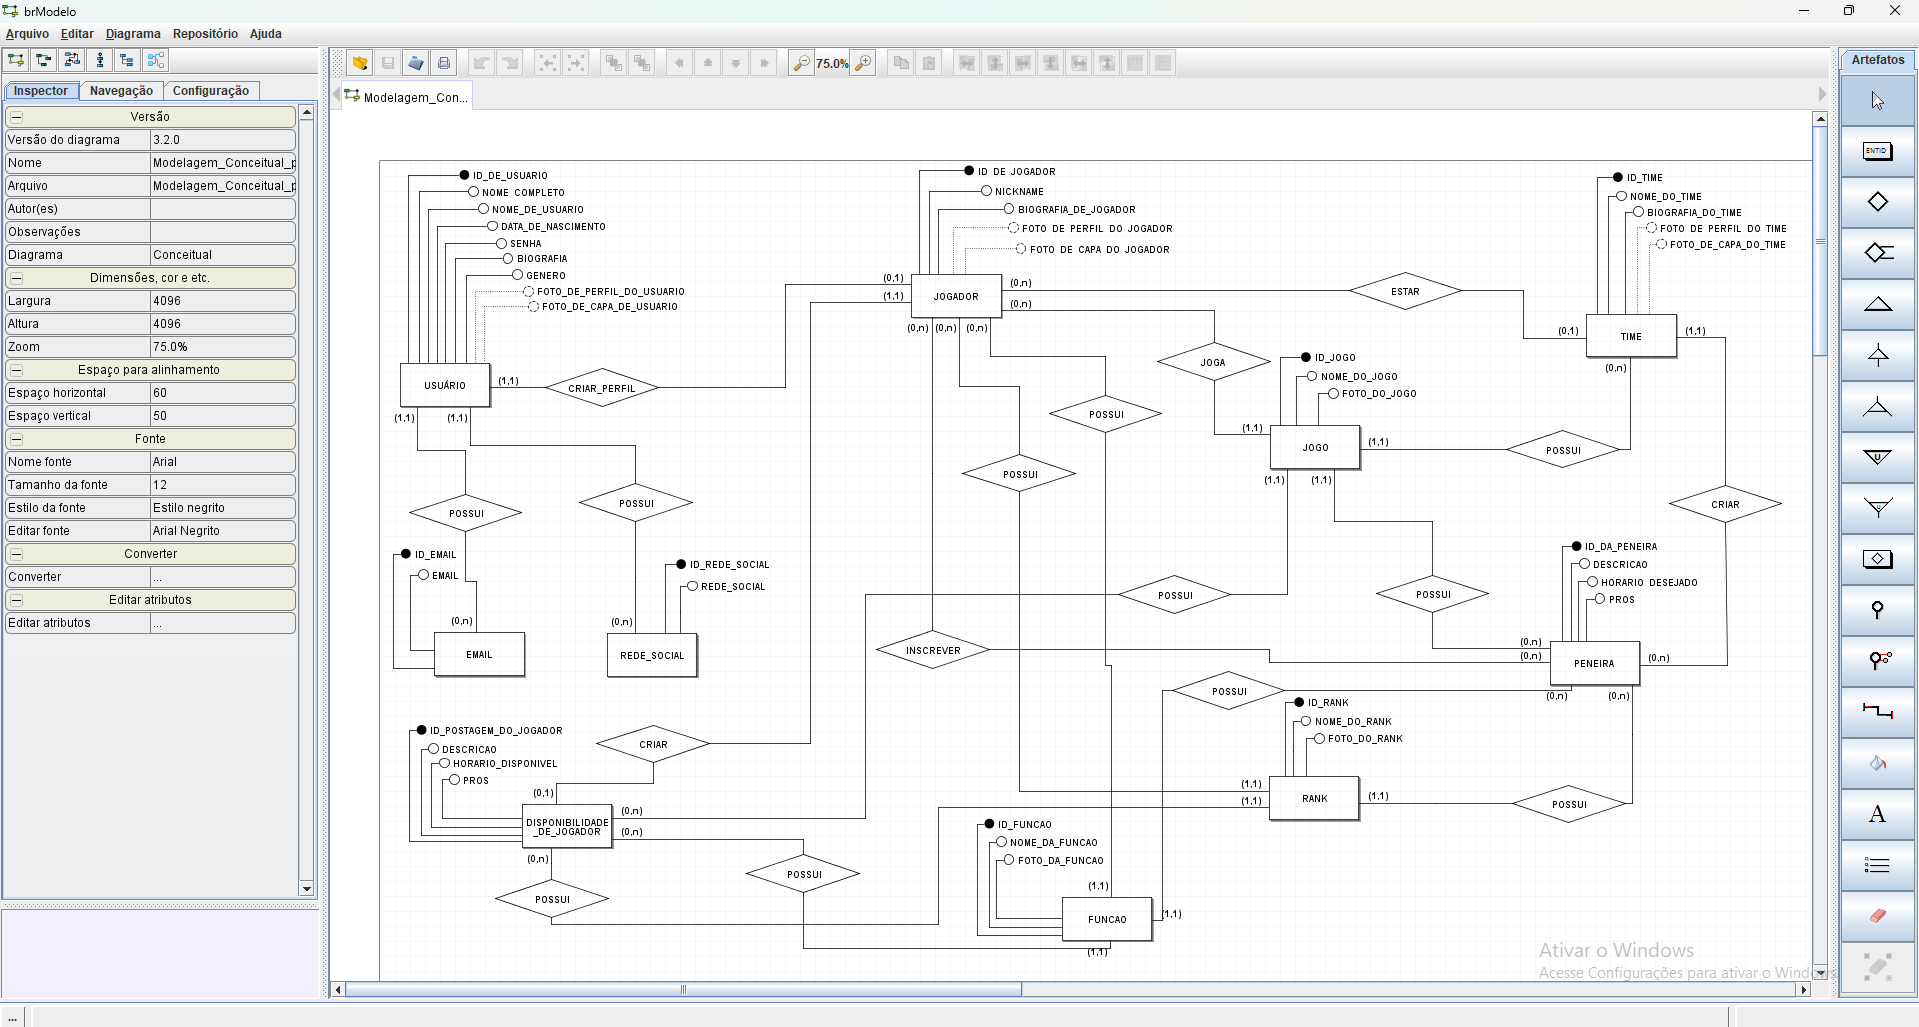 brModelo
Arquivo Editar Diagrama Repositório Ajuda
75.0%
Inspector Navegação Configuração
Modelagem_Con...
Versão
Versão do diagrama 3.2.0
Nome Modelagem_Conceitual_p
Arquivo Modelagem_Conceitual_p
Autor(es)
Observações
Diagrama Conceitual
Dimensões, cor e etc.
Largura 4096
Altura 4096
Zoom 75.0%
Espaço para alinhamento
Espaço horizontal 60
Espaço vertical 50
Fonte
Nome fonte Arial
Tamanho da fonte 12
Estilo da fonte Estilo negrito
Editar fonte Arial Negrito
Converter
Converter ...
Editar atributos
Editar atributos ...
ID_DE_USUARIO
NOME COMPLETO
NOME_DE_USUARIO
DATA_DE_NASCIMENTO
SENHA
BIOGRAFIA
GENERO
FOTO_DE_PERFIL_DO_USUARIO
FOTO_DE_CAPA_DE_USUARIO
USUÁRIO
(1,1)
(1,1)
(1,1)
CRIAR_PERFIL
ID DE JOGADOR
NICKNAME
BIOGRAFIA_DE_JOGADOR
FOTO DE PERFIL DO JOGADOR
FOTO DE CAPA DO JOGADOR
(0,1)
(1,1)
JOGADOR
(0,n)
(0,n)
(0,n)
(0,n)
(0,n)
ESTAR
ID_TIME
NOME_DO_TIME
BIOGRAFIA_DO_TIME
FOTO DE PERFIL DO TIME
FOTO_DE_CAPA_DO_TIME
(0,1)
TIME
(1,1)
(0,n)
JOGA
ID_JOGO
NOME_DO_JOGO
FOTO_DO_JOGO
(1,1)
JOGO
(1,1)
(1,1)
(1,1)
POSSUI
POSSUI
POSSUI
CRIAR
POSSUI
POSSUI
ID_EMAIL
EMAIL
(0,n)
EMAIL
ID_REDE_SOCIAL
REDE_SOCIAL
(0,n)
REDE_SOCIAL
POSSUI
POSSUI
INSCREVER
ID_DA_PENEIRA
DESCRICAO
HORARIO DESEJADO
PROS
(0,n)
(0,n)
PENEIRA
(0,n)
(0,n)
(0,n)
POSSUI
ID_RANK
NOME_DO_RANK
FOTO_DO_RANK
(1,1)
(1,1)
RANK
(1,1)
POSSUI
ID_POSTAGEM_DO_JOGADOR
DESCRICAO
HORARIO_DISPONIVEL
PROS
CRIAR
(0,1)
DISPONIBILIDADE
_DE_JOGADOR
(0,n)
(0,n)
(0,n)
POSSUI
POSSUI
ID_FUNCAO
NOME_DA_FUNCAO
FOTO_DA_FUNCAO
(1,1)
FUNCAO
(1,1)
(1,1)
Artefatos
ENTID
U
A
Ativar o Windows
Acesse Configurações para ativar o Windows
...